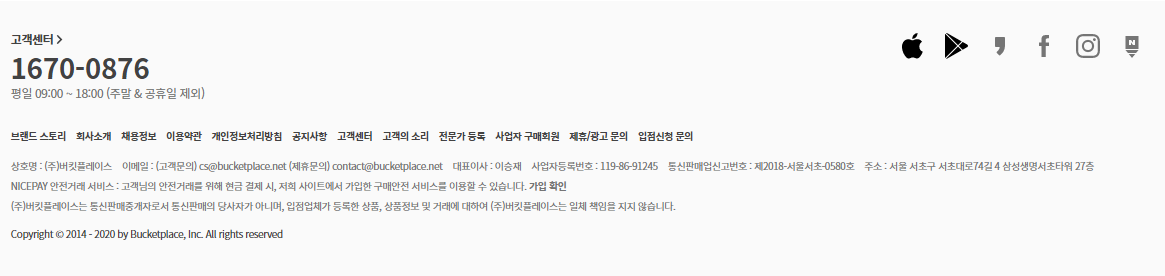 고객센터
1670-0876
평일 09:00 ~ 18:00 (주말 & 공휴일 제외)
브랜드 스토리 회사소개 채용정보 이용약관 개인정보처리방침 공지사항 고객센터 고객의 소리 전문가 등록 사업자 구매회원 제휴/광고 문의 입점신청 문의
상호명 : (주)버킷플레이스 이메일 : (고객문의) cs@bucketplace.net (제휴문의) contact@bucketplace.net 대표이사 : 이승재 사업자등록번호 : 119-86-91245 통신판매업신고번호 : 제2018-서울서초-0580호 주소 : 서울 서초구 서초대로74길 4 삼성생명서초타워 27층
NICEPAY 안전거래 서비스 : 고객님의 안전거래를 위해 현금 결제 시, 저희 사이트에서 가입한 구매안전 서비스를 이용할 수 있습니다. 가입 확인
(주)버킷플레이스는 통신판매중개자로서 통신판매의 당사자가 아니며, 입점업체가 등록한 상품, 상품정보 및 거래에 대하여 (주)버킷플레이스는 일체 책임을 지지 않습니다.
Copyright © 2014 - 2020 by Bucketplace, Inc. All rights reserved